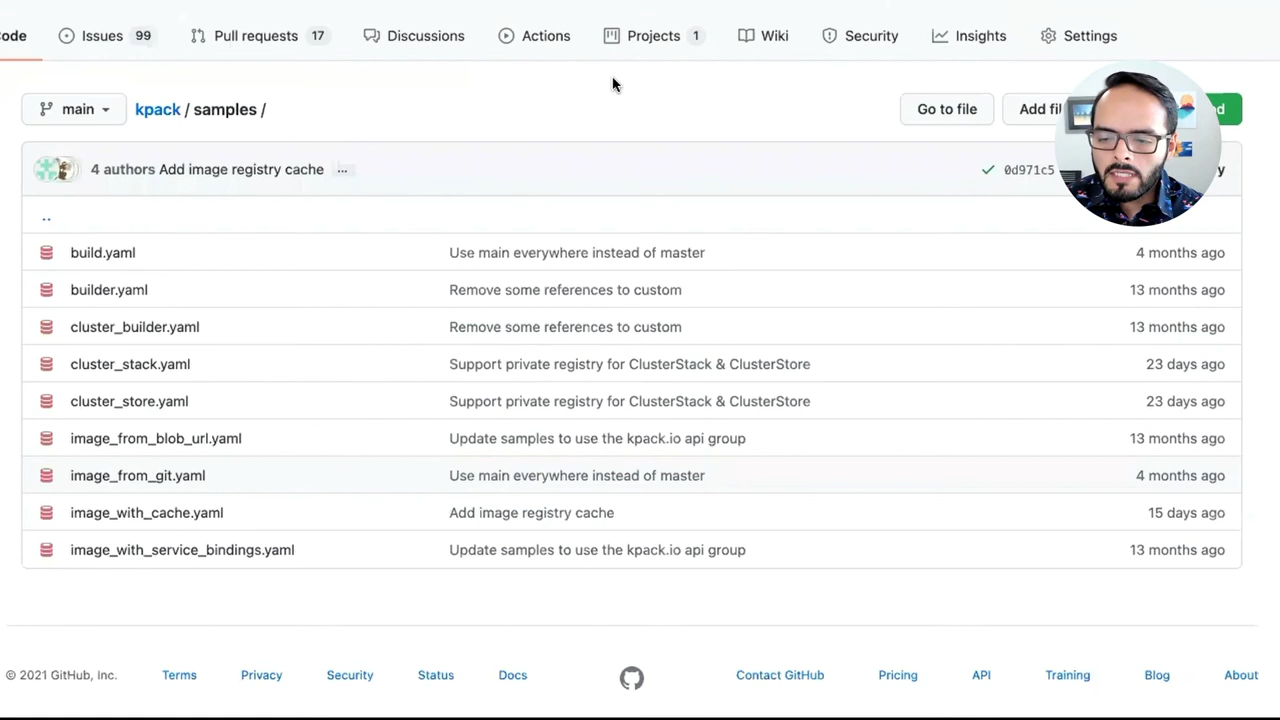 ode Issues 99 Pull requests 17 Discussions Actions Projects 1 Wiki Security Insights Settings
main kpack / samples / Go to file Add fil d
4 authors Add image registry cache ... 0d971c5 y
..
build.yaml Use main everywhere instead of master 4 months ago
builder.yaml Remove some references to custom 13 months ago
cluster_builder.yaml Remove some references to custom 13 months ago
cluster_stack.yaml Support private registry for ClusterStack & ClusterStore 23 days ago
cluster_store.yaml Support private registry for ClusterStack & ClusterStore 23 days ago
image_from_blob_url.yaml Update samples to use the kpack.io api group 13 months ago
image_from_git.yaml Use main everywhere instead of master 4 months ago
image_with_cache.yaml Add image registry cache 15 days ago
image_with_service_bindings.yaml Update samples to use the kpack.io api group 13 months ago
© 2021 GitHub, Inc. Terms Privacy Security Status Docs Contact GitHub Pricing API Training Blog About